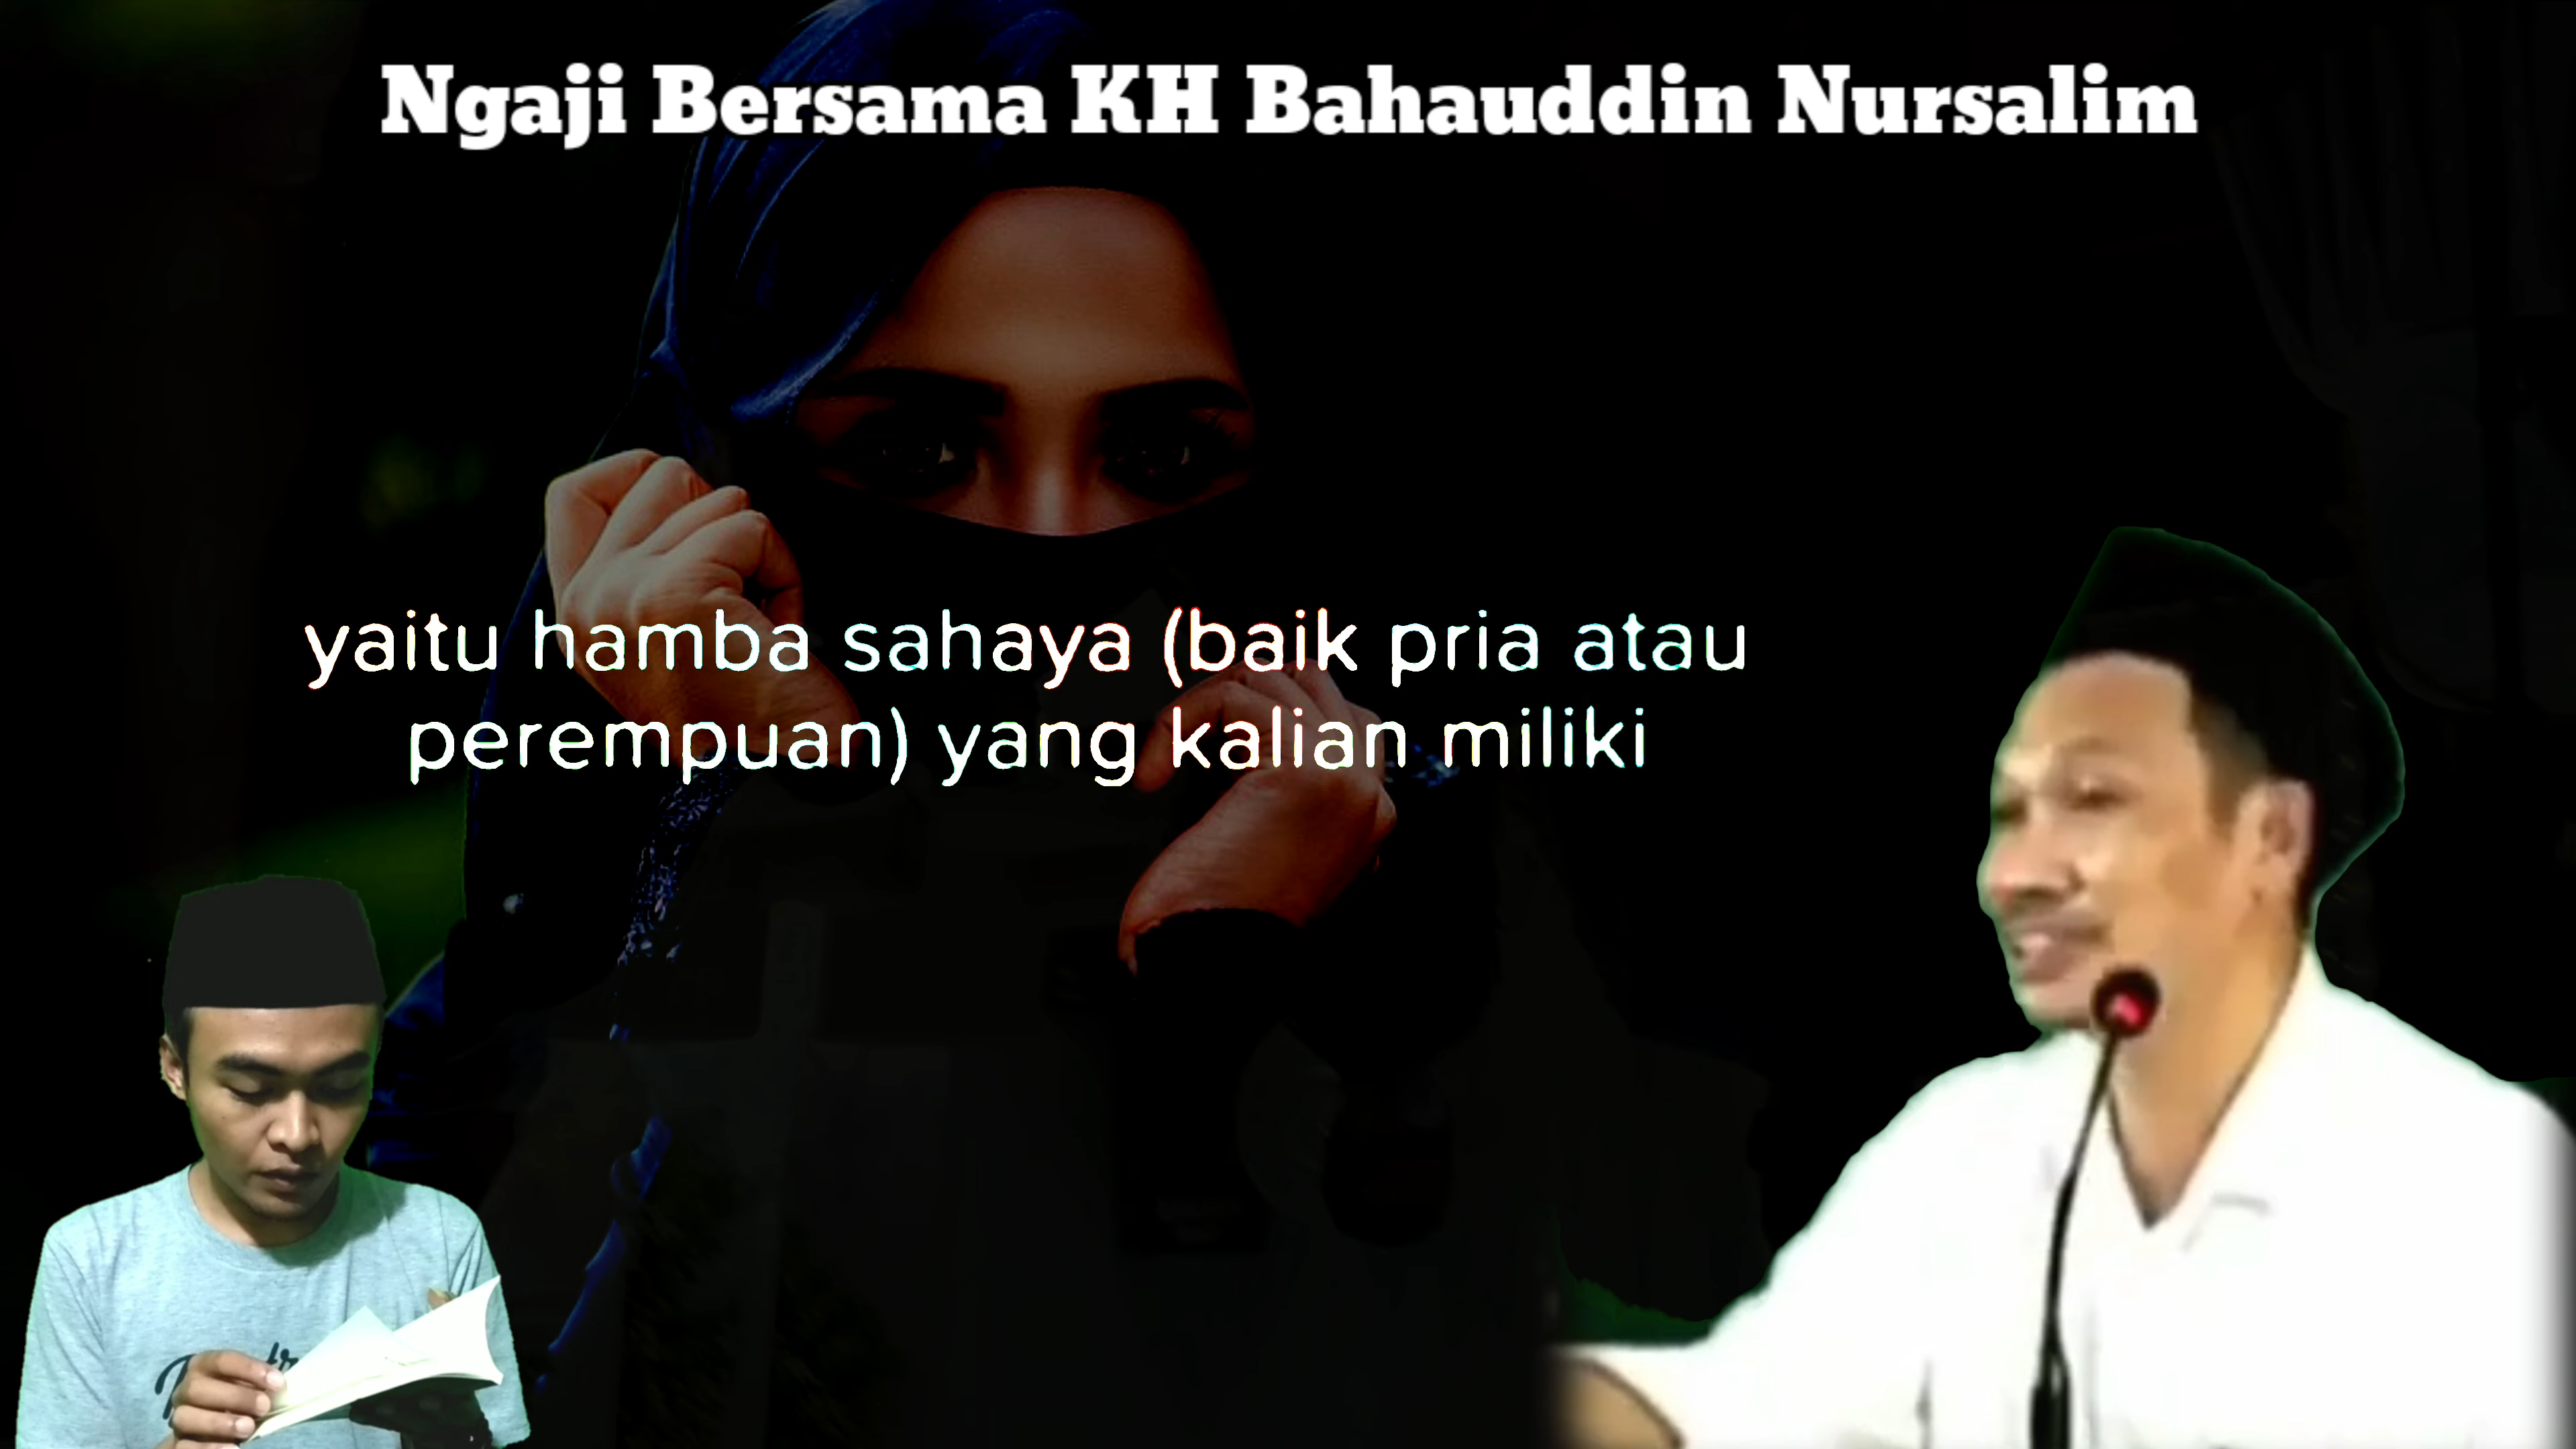 Ngaji Bersama KH Bahauddin Nursalim
yaitu hamba sahaya (baik pria atau
perempuan) yang kalian miliki